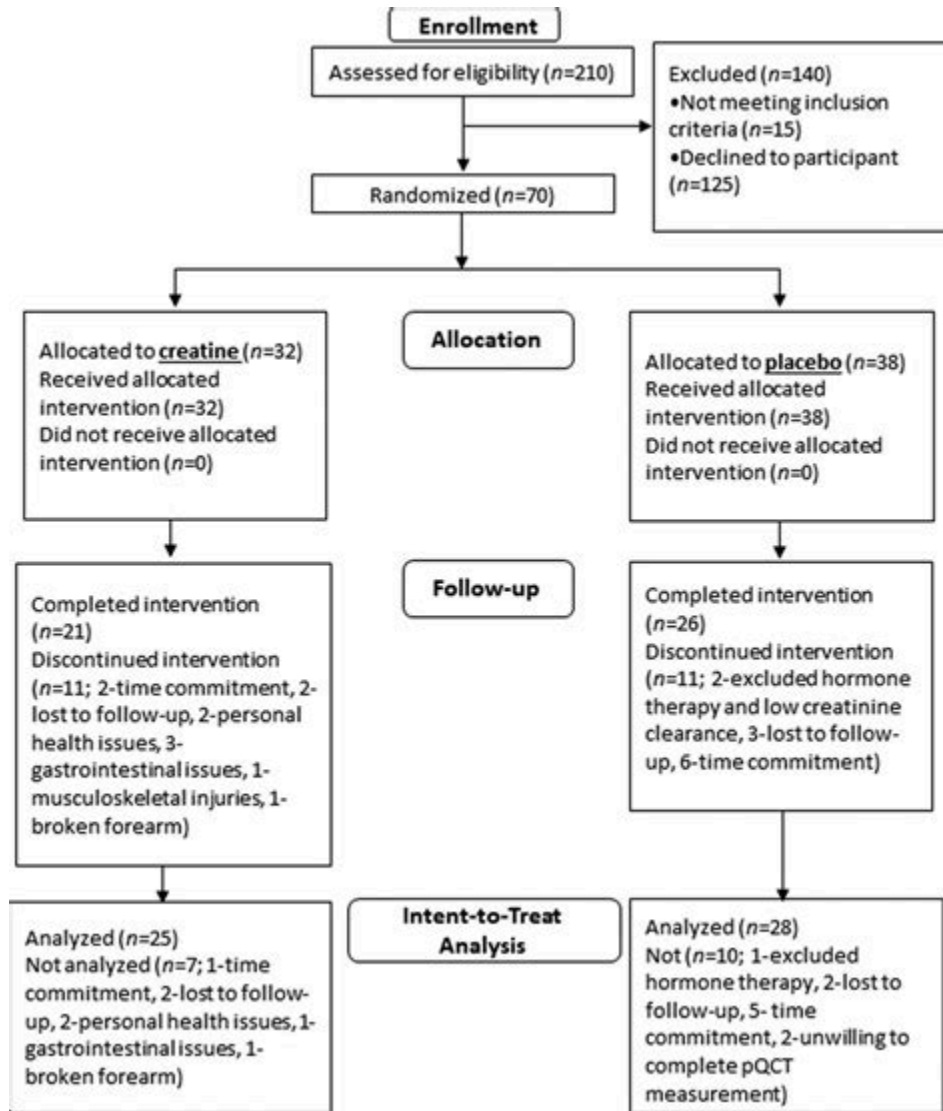 Enrollment
Assessed for eligibility (n=210)
Excluded (n=140)
•Not meeting inclusion
criteria (n=15)
•Declined to participant
(n=125)
Randomized (n=70)
Allocation
Allocated to creatine (n=32)
Received allocated
intervention (n=32)
Did not receive allocated
intervention (n=0)
Allocated to placebo (n=38)
Received allocated
intervention (n=38)
Did not receive allocated
intervention (n=0)
Follow-up
Completed intervention
(n=21)
Discontinued intervention
(n=11; 2-time commitment, 2-
lost to follow-up, 2-personal
health issues, 3-
gastrointestinal issues, 1-
musculoskeletal injuries, 1-
broken forearm)
Completed intervention
(n=26)
Discontinued intervention
(n=11; 2-excluded hormone
therapy and low creatinine
clearance, 3-lost to follow-
up, 6-time commitment)
Intent-to-Treat
Analysis
Analyzed (n=25)
Not analyzed (n=7; 1-time
commitment, 2-lost to follow-
up, 2-personal health issues, 1-
gastrointestinal issues, 1-
broken forearm)
Analyzed (n=28)
Not (n=10; 1-excluded
hormone therapy, 2-lost to
follow-up, 5- time
commitment, 2-unwilling to
complete pQCT
measurement)